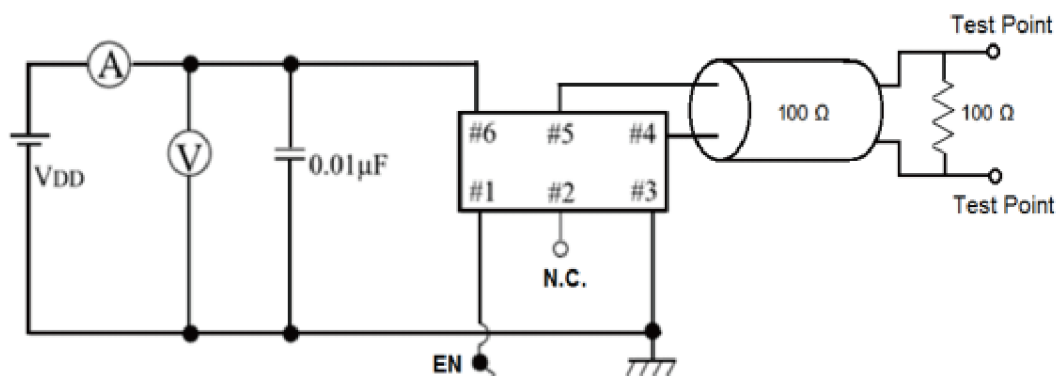 Test Point
A
100 Ω
100 Ω
#6 #5 #4
V
0.01µF
VDD
#1 #2 #3
Test Point
N.C.
EN